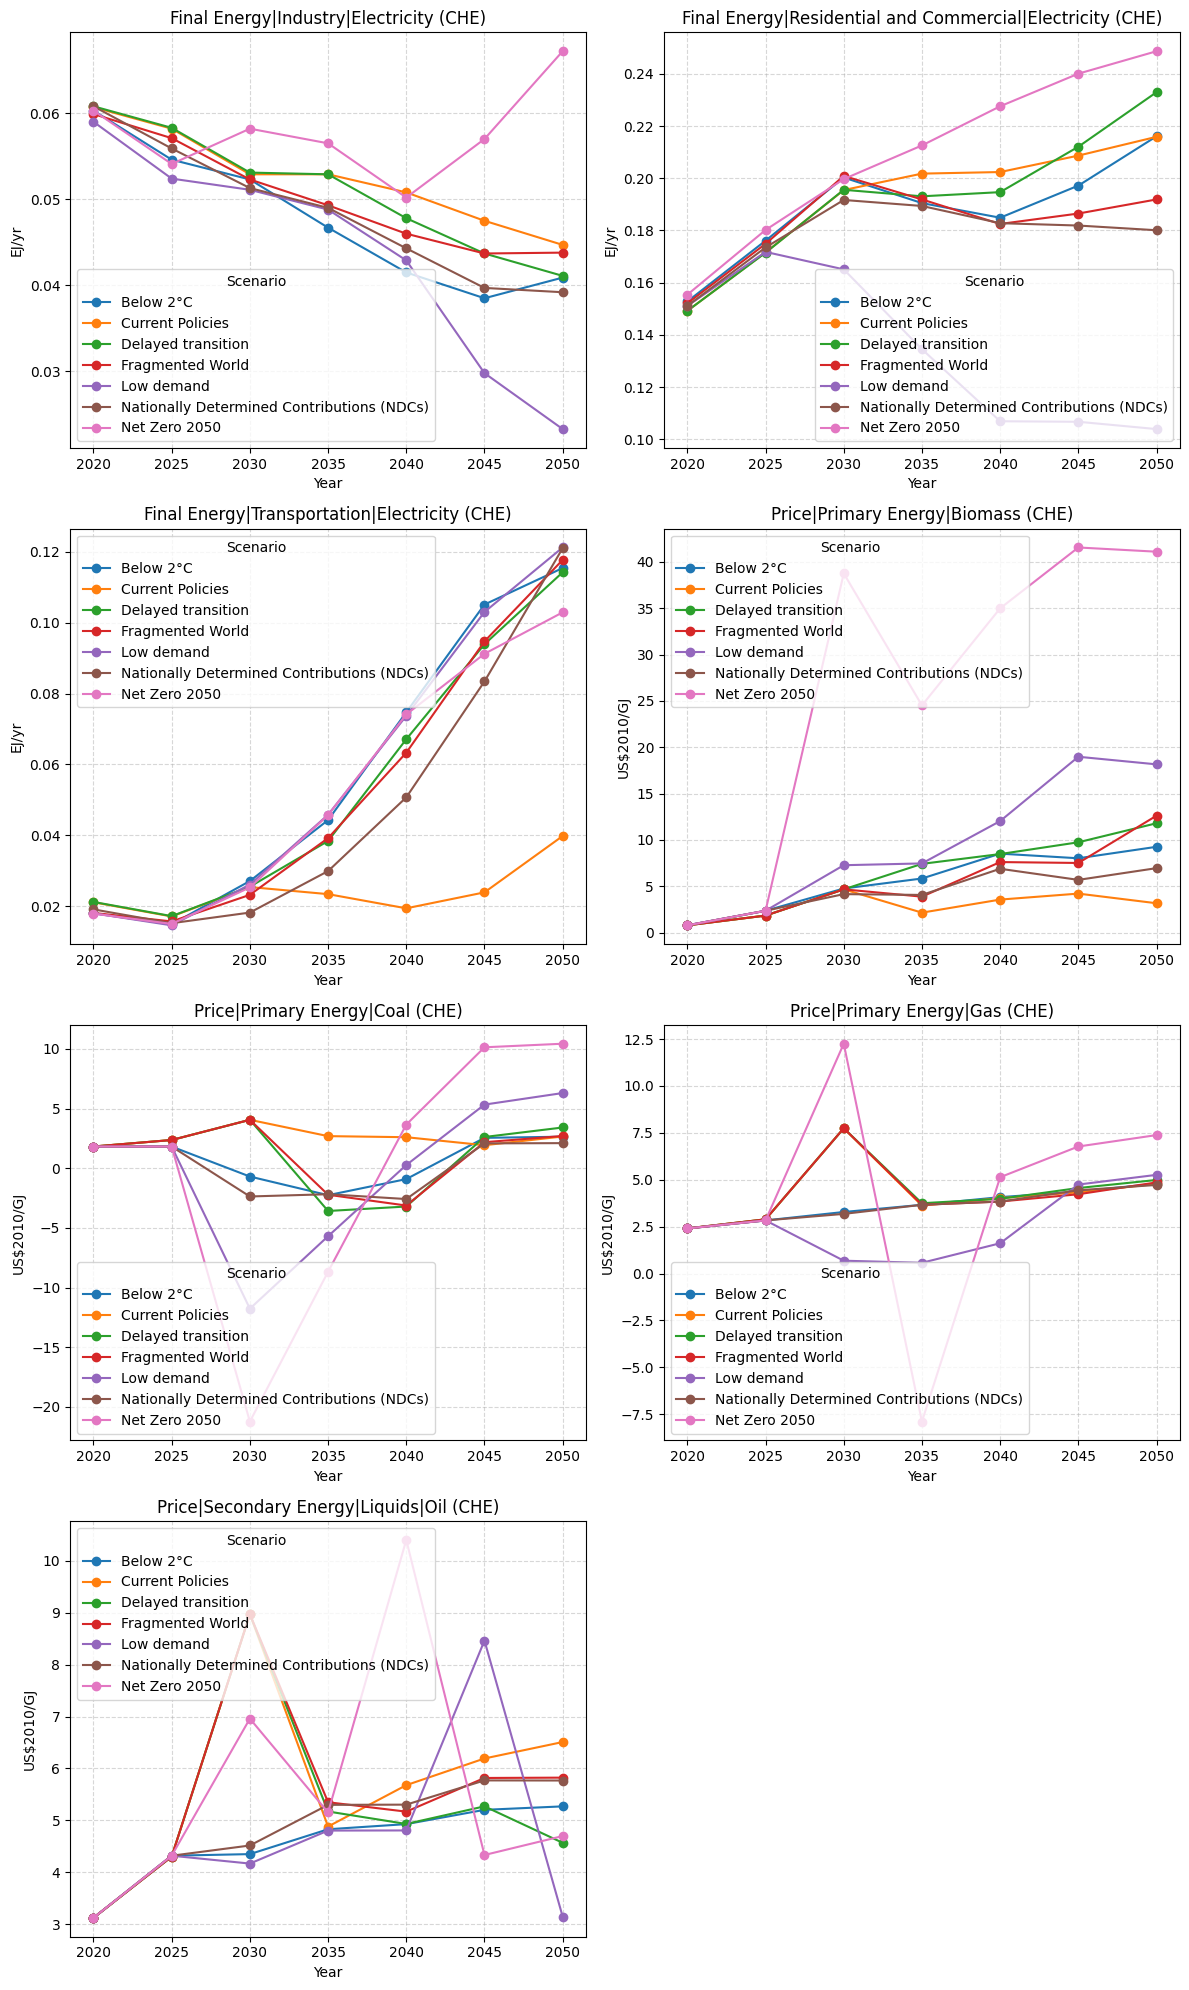 Final Energy|Industry|Electricity (CHE)
EJ/yr
0.06
0.05
0.04
0.03
Scenario
Below 2°C
Current Policies
Delayed transition
Fragmented World
Low demand
Nationally Determined Contributions (NDCs)
Net Zero 2050
2020 2025 2030 2035 2040 2045 2050
Year
Final Energy|Residential and Commercial|Electricity (CHE)
EJ/yr
0.24
0.22
0.20
0.18
0.16
0.14
0.12
0.10
Scenario
Below 2°C
Current Policies
Delayed transition
Fragmented World
Low demand
Nationally Determined Contributions (NDCs)
Net Zero 2050
2020 2025 2030 2035 2040 2045 2050
Year
Final Energy|Transportation|Electricity (CHE)
EJ/yr
0.12
0.10
0.08
0.06
0.04
0.02
Scenario
Below 2°C
Current Policies
Delayed transition
Fragmented World
Low demand
Nationally Determined Contributions (NDCs)
Net Zero 2050
2020 2025 2030 2035 2040 2045 2050
Year
Price|Primary Energy|Biomass (CHE)
US$2010/GJ
40
35
30
25
20
15
10
5
0
Scenario
Below 2°C
Current Policies
Delayed transition
Fragmented World
Low demand
Nationally Determined Contributions (NDCs)
Net Zero 2050
2020 2025 2030 2035 2040 2045 2050
Year
Price|Primary Energy|Coal (CHE)
US$2010/GJ
10
5
0
−5
−10
−15
−20
Scenario
Below 2°C
Current Policies
Delayed transition
Fragmented World
Low demand
Nationally Determined Contributions (NDCs)
Net Zero 2050
2020 2025 2030 2035 2040 2045 2050
Year
Price|Primary Energy|Gas (CHE)
US$2010/GJ
12.5
10.0
7.5
5.0
2.5
0.0
−2.5
−5.0
−7.5
Scenario
Below 2°C
Current Policies
Delayed transition
Fragmented World
Low demand
Nationally Determined Contributions (NDCs)
Net Zero 2050
2020 2025 2030 2035 2040 2045 2050
Year
Price|Secondary Energy|Liquids|Oil (CHE)
US$2010/GJ
10
9
8
7
6
5
4
3
Scenario
Below 2°C
Current Policies
Delayed transition
Fragmented World
Low demand
Nationally Determined Contributions (NDCs)
Net Zero 2050
2020 2025 2030 2035 2040 2045 2050
Year